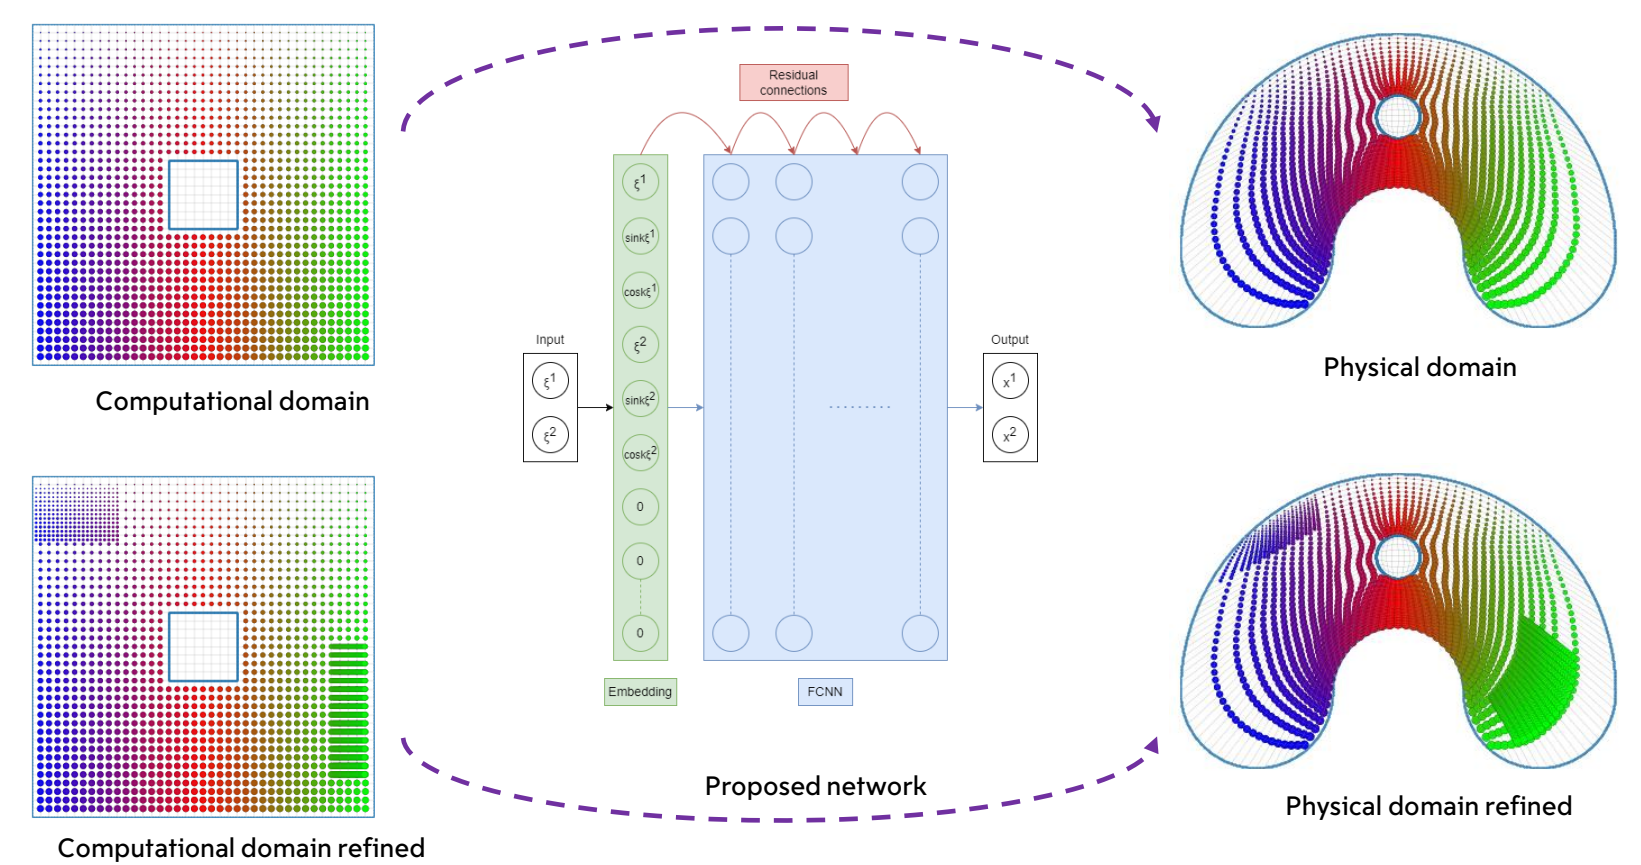 Residual
connections
ξ1
sinkξ1
coskξ1
ξ2
sinkξ2
coskξ2
0
0
0
Input
ξ1
ξ2
Output
x1
x2
Embedding
FCNN
Computational domain
Physical domain
Proposed network
Computational domain refined
Physical domain refined